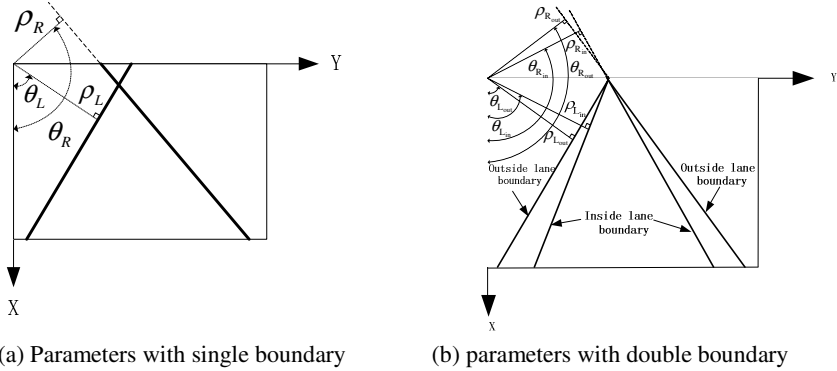 ρR
Y
θL
ρL
θR
X
(a) Parameters with single boundary
ρRout
ρRin
Y
θRin
θRout
θLout
ρLin
θLin
ρLout
Outside lane
boundary
Outside lane
boundary
Inside lane
boundary
X
(b) parameters with double boundary